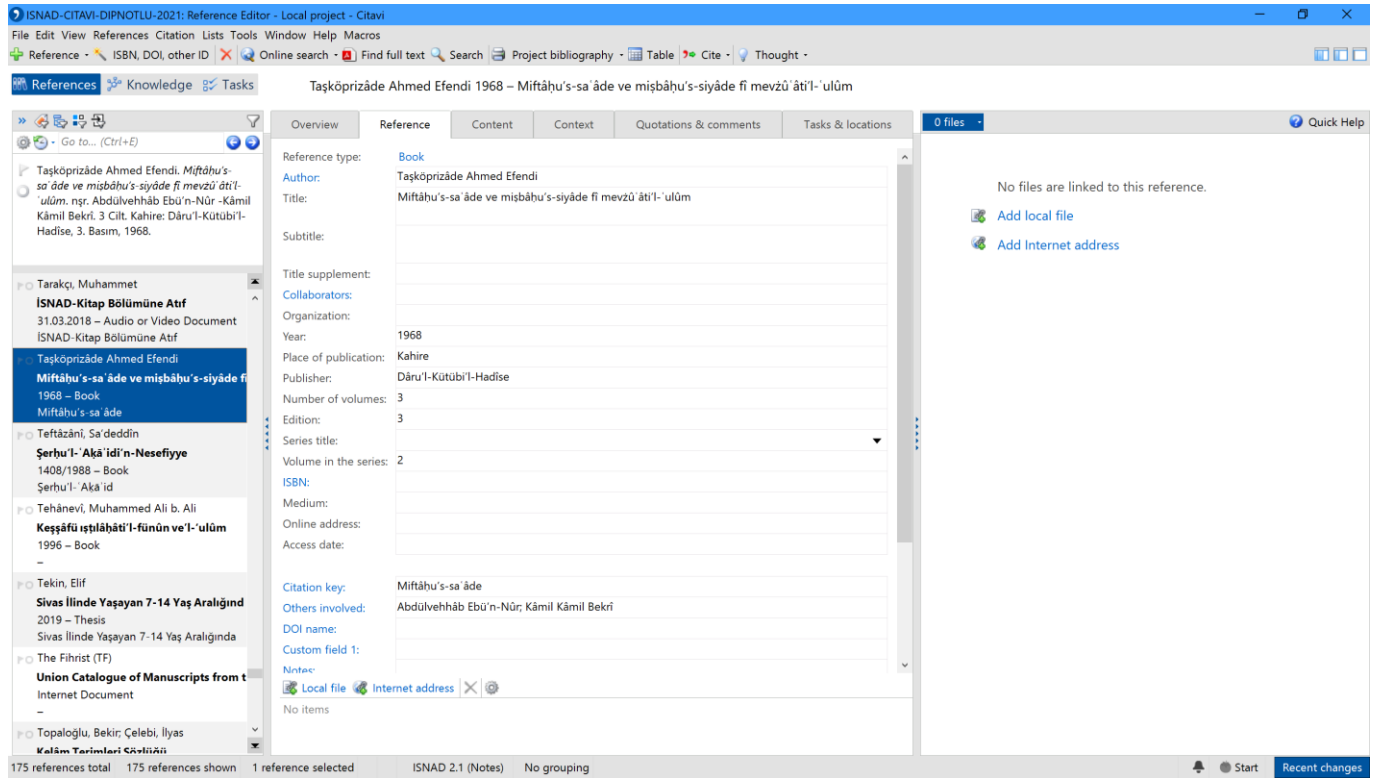 ISNAD-CITAVI-DIPNOTLU-2021: Reference Editor - Local project - Citavi
File Edit View References Citation Lists Tools Window Help Macros
Reference ISBN, DOI, other ID Online search Find full text Search Project bibliography Table Cite Thought
References Knowledge Tasks
Taşköprizâde Ahmed Efendi 1968 – Miftâḥu’s-saʿâde ve miṣbâḥu’s-siyâde fî mevżûʿâti’l-ʿulûm
Go to... (Ctrl+E)
Taşköprizâde Ahmed Efendi. Miftâḥu’s-
saʿâde ve miṣbâḥu’s-siyâde fî mevżûʿâti’l-
ʿulûm. nşr. Abdülvehhâb Ebü’n-Nûr -Kâmil
Kâmil Bekrî. 3 Cilt. Kahire: Dâru’l-Kütübi’l-
Hadîse, 3. Basım, 1968.
Tarakçı, Muhammet
İSNAD-Kitap Bölümüne Atıf
31.03.2018 – Audio or Video Document
İSNAD-Kitap Bölümüne Atıf
Taşköprizâde Ahmed Efendi
Miftâḥu’s-saʿâde ve miṣbâḥu’s-siyâde fî
1968 – Book
Miftâḥu’s-saʿâde
Teftâzânî, Sa’deddîn
Şerḥu’l-ʿAḳāʾidi’n-Nesefiyye
1408/1988 – Book
Şerḥu’l-ʿAḳāʾid
Tehânevî, Muhammed Ali b. Ali
Keşşâfü ıṣṭılâḥâti’l-fünûn ve’l-ʿulûm
1996 – Book
–
Tekin, Elif
Sivas İlinde Yaşayan 7-14 Yaş Aralığınd
2019 – Thesis
Sivas İlinde Yaşayan 7-14 Yaş Aralığında
The Fihrist (TF)
Union Catalogue of Manuscripts from t
Internet Document
–
Topaloğlu, Bekir; Çelebi, İlyas
Kelâm Terimleri Sözlüğü
Overview Reference Content Context Quotations & comments Tasks & locations
Reference type: Book
Author: Taşköprizâde Ahmed Efendi
Title: Miftâḥu’s-saʿâde ve miṣbâḥu’s-siyâde fî mevżûʿâti’l-ʿulûm
Subtitle:
Title supplement:
Collaborators:
Organization:
Year: 1968
Place of publication: Kahire
Publisher: Dâru’l-Kütübi’l-Hadîse
Number of volumes: 3
Edition: 3
Series title:
Volume in the series: 2
ISBN:
Medium:
Online address:
Access date:
Citation key: Miftâḥu’s-saʿâde
Others involved: Abdülvehhâb Ebü’n-Nûr; Kâmil Kâmil Bekrî
DOI name:
Custom field 1:
Notes:
Local file Internet address
No items
0 files
Quick Help
No files are linked to this reference.
Add local file
Add Internet address
175 references total 175 references shown 1 reference selected ISNAD 2.1 (Notes) No grouping
Start Recent changes